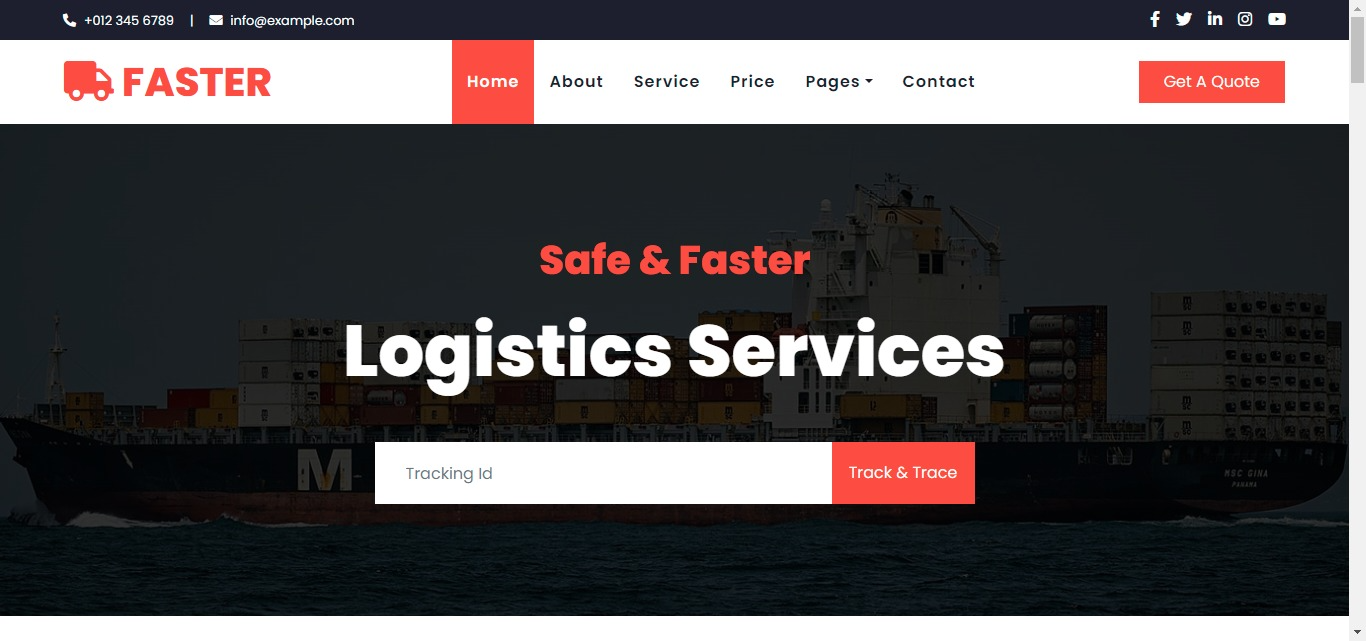 +012 345 6789 | info@example.com
FASTER
Home About Service Price Pages Contact
Get A Quote
Safe & Faster
Logistics Services
M
MSC GINA
PANAMA
Tracking Id
Track & Trace